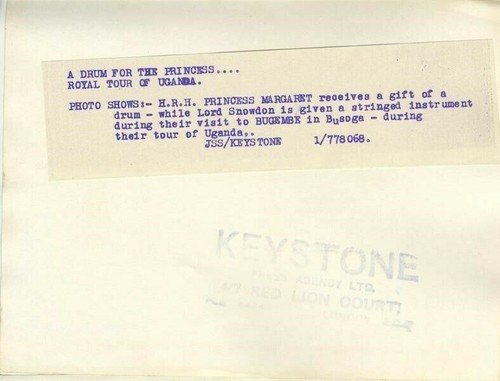 A DRUM FOR THE PRINCESS....
ROYAL TOUR OF UGANDA.
PHOTO SHOWS:- H.R.H. PRINCESS MARGARET receives a gift of a
drum - while Lord Snowdon is given a stringed instrument
during their visit to BUGEMBE in Busoga - during
their tour of Uganda,.
JSS/KEYSTONE 1/778068.
KEYSTONE
AGENCY LTD.
RED LION COURT,